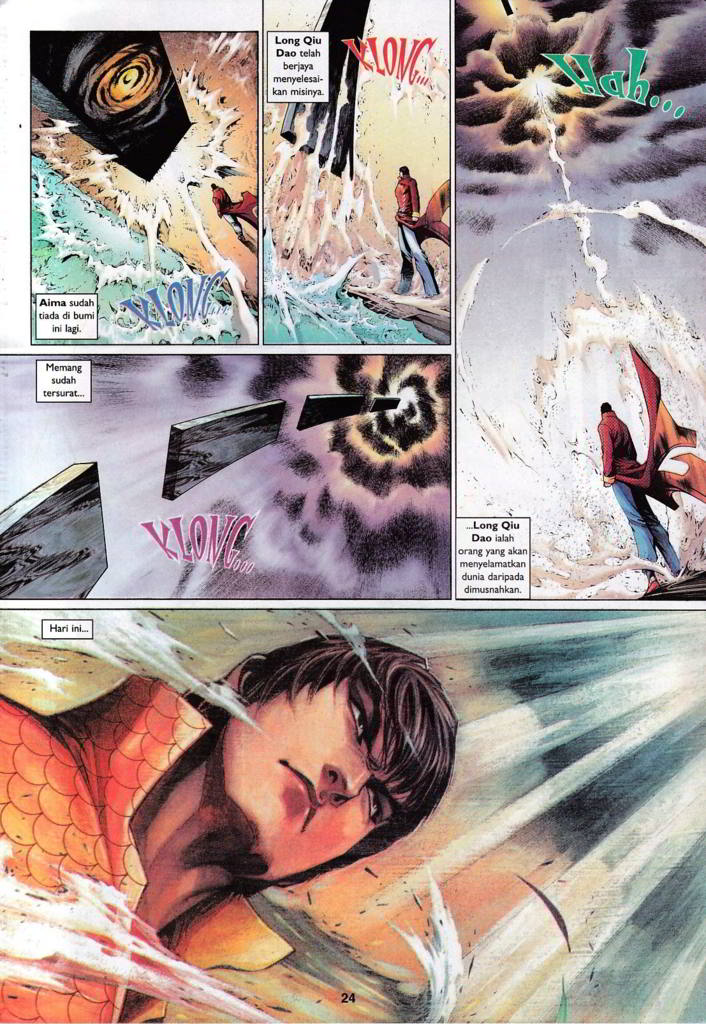 Aima sudah
tiada di bumi
ini lagi.
KLONG...
Long Qiu
Dao telah
berjaya
menyelesai-
kan misinya.
KLONG...
Memang
sudah
tersurat...
KLONG...
Hah...
...Long Qiu
Dao ialah
orang yang akan
menyelamatkan
dunia daripada
dimusnahkan.
Hari ini...
24